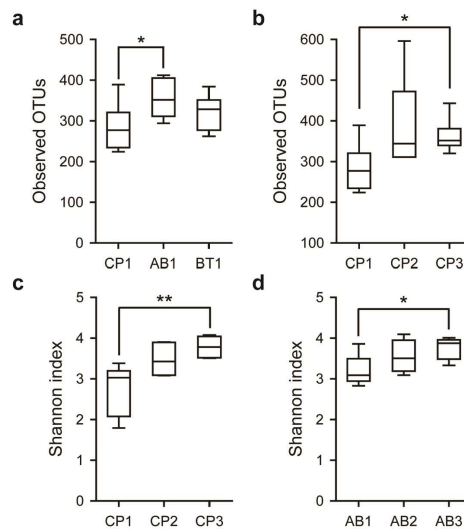 a
*
Observed OTUs
500
400
300
200
100
0
CP1 AB1 BT1
b
*
Observed OTUs
600
500
400
300
200
100
CP1 CP2 CP3
c
**
Shannon index
5
4
3
2
1
0
CP1 CP2 CP3
d
*
Shannon index
5
4
3
2
1
0
AB1 AB2 AB3